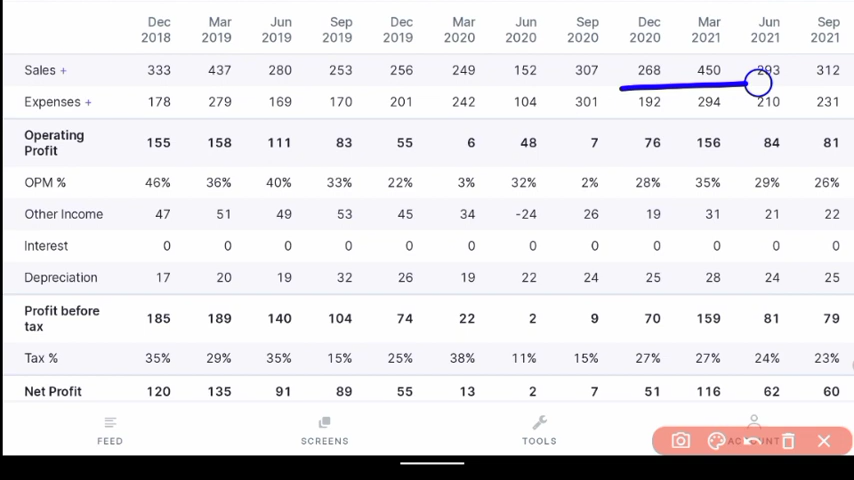 Dec Mar Jun Sep Dec Mar Jun Sep Dec Mar Jun Sep
2018 2019 2019 2019 2019 2020 2020 2020 2020 2021 2021 2021
Sales + 333 437 280 253 256 249 152 307 268 450 293 312
Expenses + 178 279 169 170 201 242 104 301 192 294 210 231
Operating
Profit 155 158 111 83 55 6 48 7 76 156 84 81
OPM % 46% 36% 40% 33% 22% 3% 32% 2% 28% 35% 29% 26%
Other Income 47 51 49 53 45 34 -24 26 19 31 21 22
Interest 0 0 0 0 0 0 0 0 0 0 0 0
Depreciation 17 20 19 32 26 19 22 24 25 28 24 25
Profit before
tax 185 189 140 104 74 22 2 9 70 159 81 79
Tax % 35% 29% 35% 15% 25% 38% 11% 15% 27% 27% 24% 23%
Net Profit 120 135 91 89 55 13 2 7 51 116 62 60
FEED SCREENS TOOLS ACCOUNT